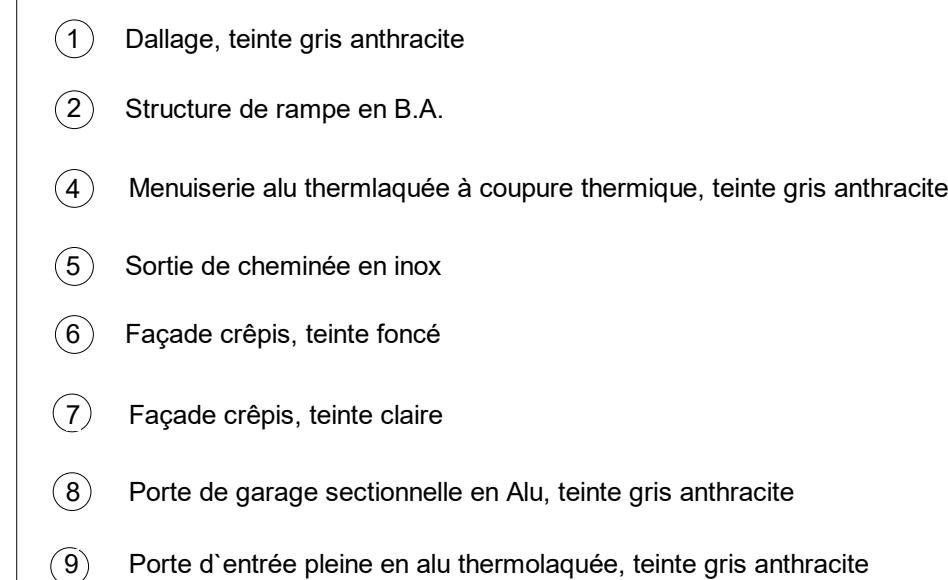 1 Dallage, teinte gris anthracite
2 Structure de rampe en B.A.
4 Menuiserie alu thermlaquée à coupure thermique, teinte gris anthracite
5 Sortie de cheminée en inox
6 Façade crêpis, teinte foncé
7 Façade crêpis, teinte claire
8 Porte de garage sectionnelle en Alu, teinte gris anthracite
9 Porte d`entrée pleine en alu thermolaquée, teinte gris anthracite